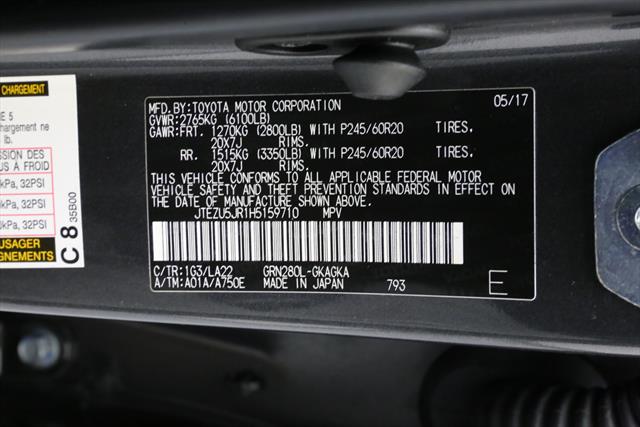 CHARGEMENT
E 5
chargement ne
lb.
RESSION DES
US À FROID
kPa, 32PSI
kPa, 32PSI
USAGER
GNEMENTS
C 8 35B00
MFD.BY:TOYOTA MOTOR CORPORATION 05/17
GVWR:2765KG (6100LB)
GAWR:FRT. 1270KG (2800LB) WITH P245/60R20 TIRES.
20X7J RIMS.
RR. 1515KG (3350LB) WITH P245/60R20 TIRES.
20X7J RIMS.
THIS VEHICLE CONFORMS TO ALL APPLICABLE FEDERAL MOTOR
VEHICLE SAFETY AND THEFT PREVENTION STANDARDS IN EFFECT ON
THE DATE OF MANUFACTURE SHOWN ABOVE.
JTEZU5JR1H5159710 MPV
C/TR:1G3/LA22 GRN280L-GKAGKA
A/TM:A01A/A750E MADE IN JAPAN 793 E